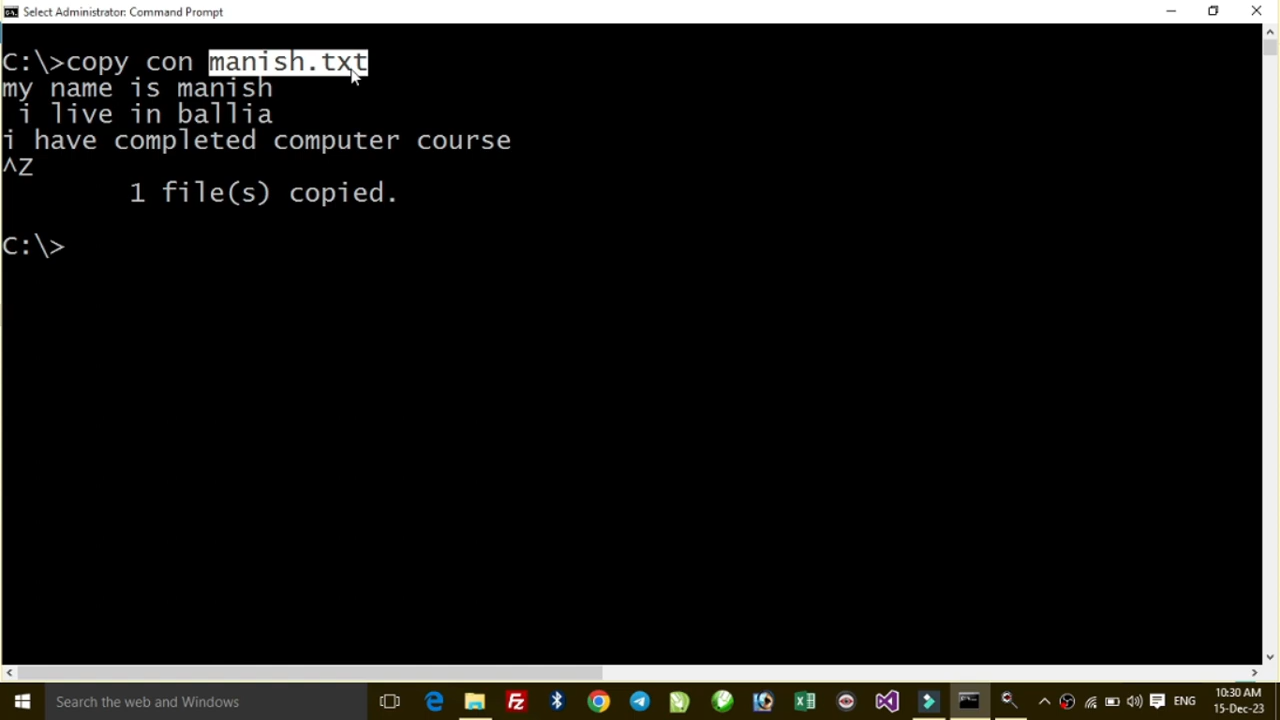 Select Administrator: Command Prompt
C:\>copy con manish.txt
my name is manish
 i live in ballia
i have completed computer course
^Z
        1 file(s) copied.
C:\>
Search the web and Windows
ENG
10:30 AM
15-Dec-23